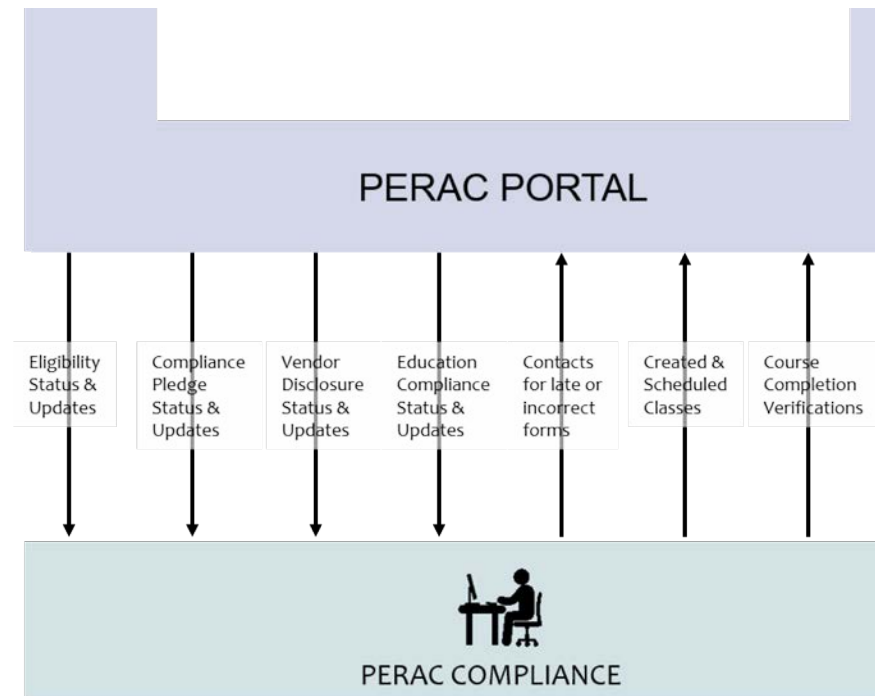 PERAC PORTAL
Eligibility
Status &
Updates
Compliance
Pledge
Status &
Updates
Vendor
Disclosure
Status &
Updates
Education
Compliance
Status &
Updates
Contacts
for late or
incorrect
forms
Created &
Scheduled
Classes
Course
Completion
Verifications
PERAC COMPLIANCE